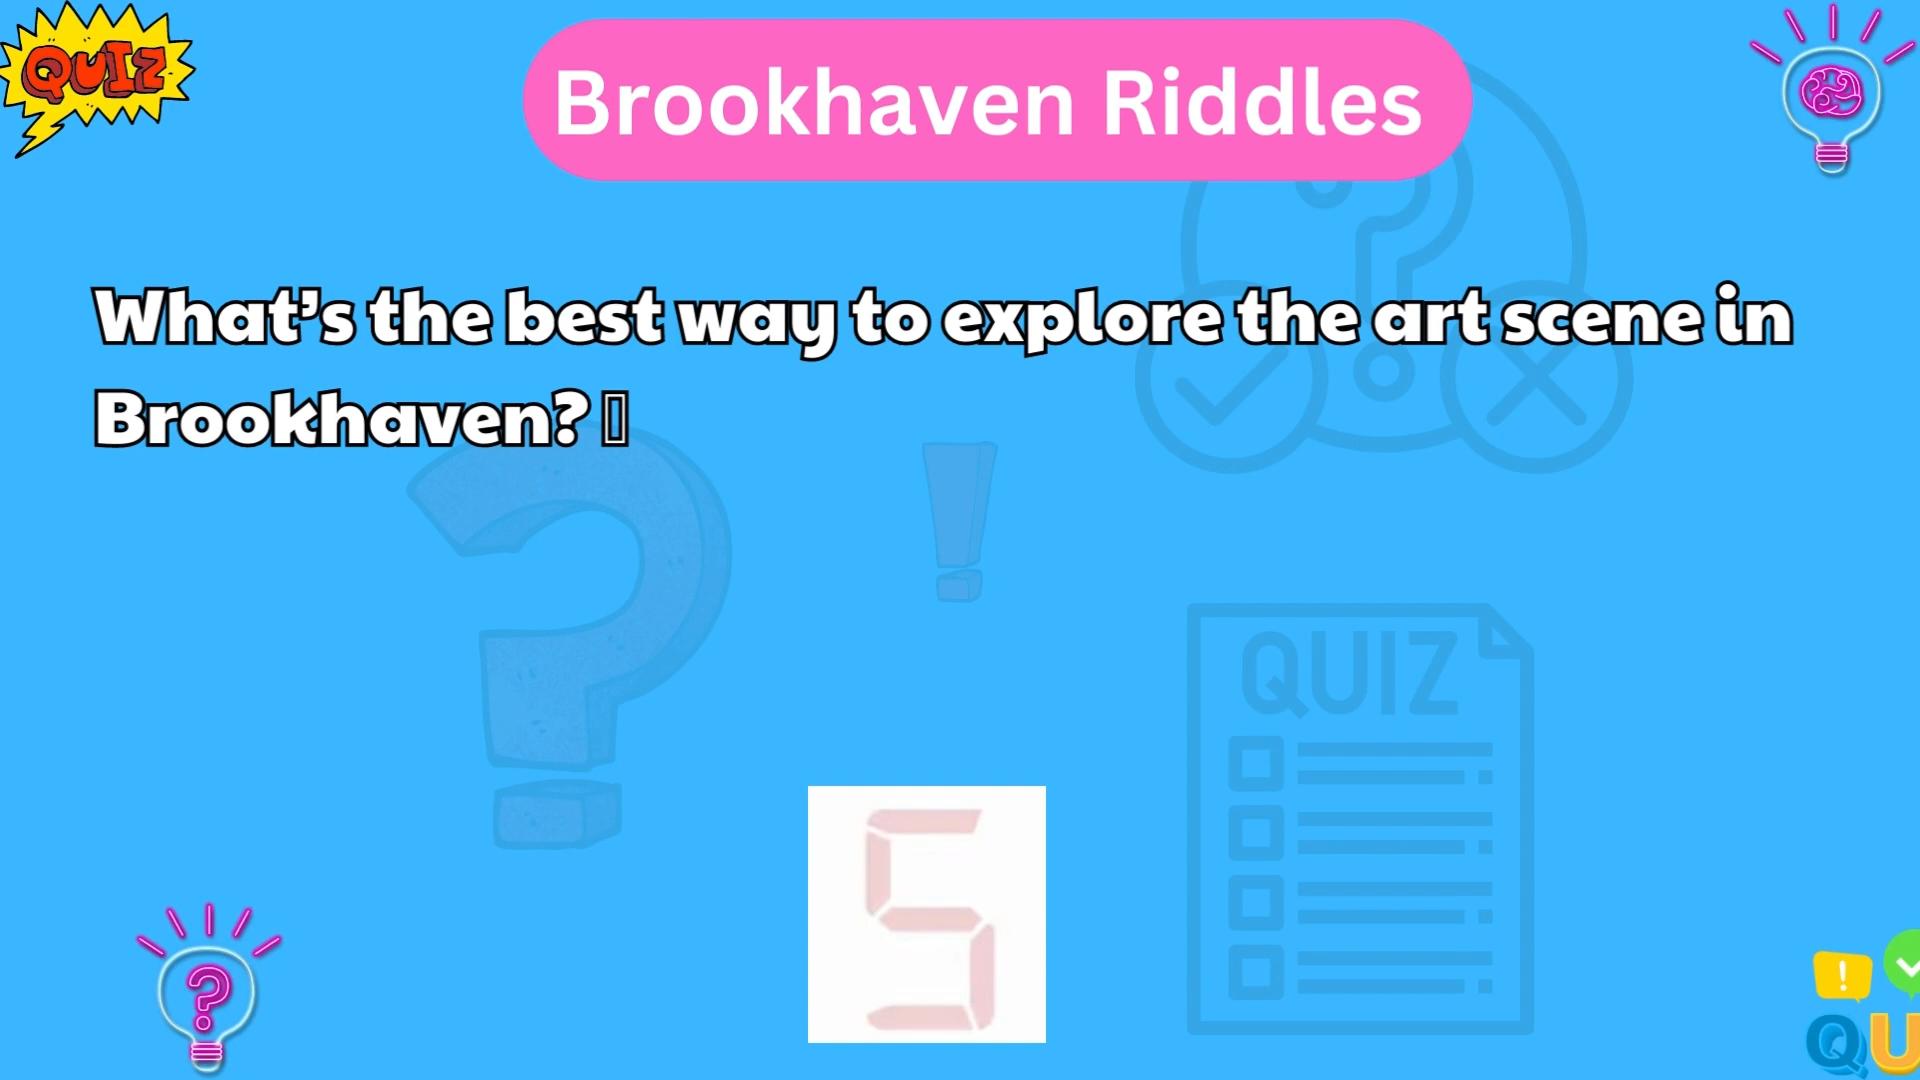 QUIZ
Brookhaven Riddles
What's the best way to explore the art scene in
Brookhaven?
QUIZ
5
QU